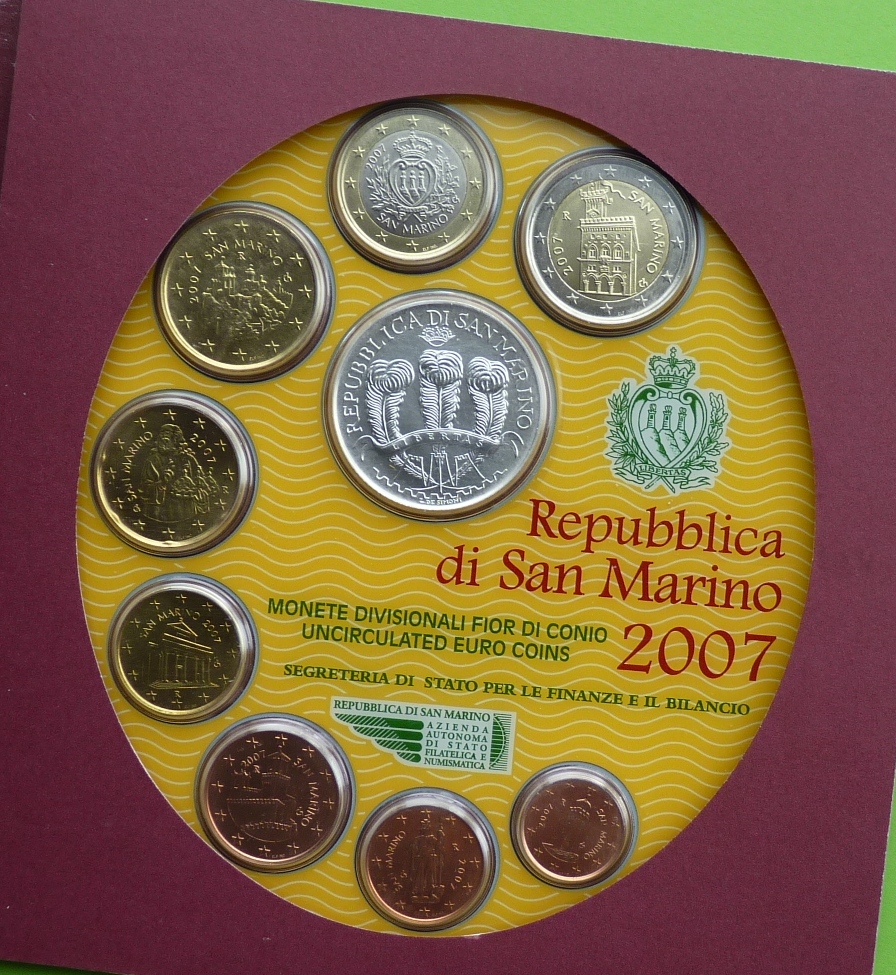 2007 R
SAN MARINO
SAN MARINO
R
2007
2007 SAN MARINO
R
REPUBBLICA DI SAN MARINO
LIBERTAS
DE SIMONI
LIBERTAS
SAN MARINO 2007
R
Repubblica
di San Marino
2007
MONETE DIVISIONALI FIOR DI CONIO
UNCIRCULATED EURO COINS
SEGRETERIA DI STATO PER LE FINANZE E IL BILANCIO
SAN MARINO 2007
R
REPUBBLICA DI SAN MARINO
AZIENDA
AUTONOMA
DI STATO
FILATELICA E
NUMISMATICA
2007 SAN MARINO
R
SAN MARINO 2007
R
2007 R SAN MARINO